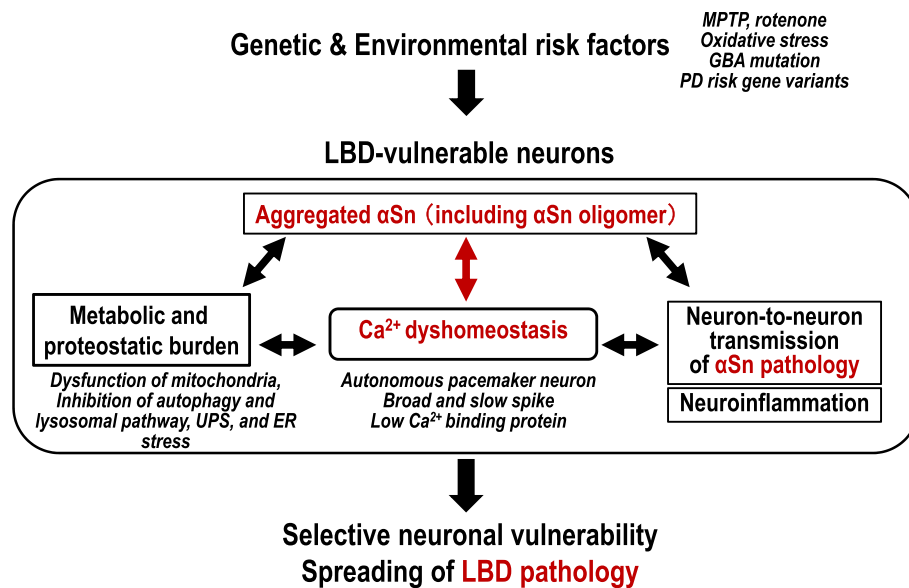 Genetic & Environmental risk factors
MPTP, rotenone
Oxidative stress
GBA mutation
PD risk gene variants
LBD-vulnerable neurons
Aggregated αSn（including αSn oligomer）
Metabolic and
proteostatic burden
Dysfunction of mitochondria,
Inhibition of autophagy and
lysosomal pathway, UPS, and ER
stress
Ca²⁺ dyshomeostasis
Autonomous pacemaker neuron
Broad and slow spike
Low Ca²⁺ binding protein
Neuron-to-neuron
transmission
of αSn pathology
Neuroinflammation
Selective neuronal vulnerability
Spreading of LBD pathology